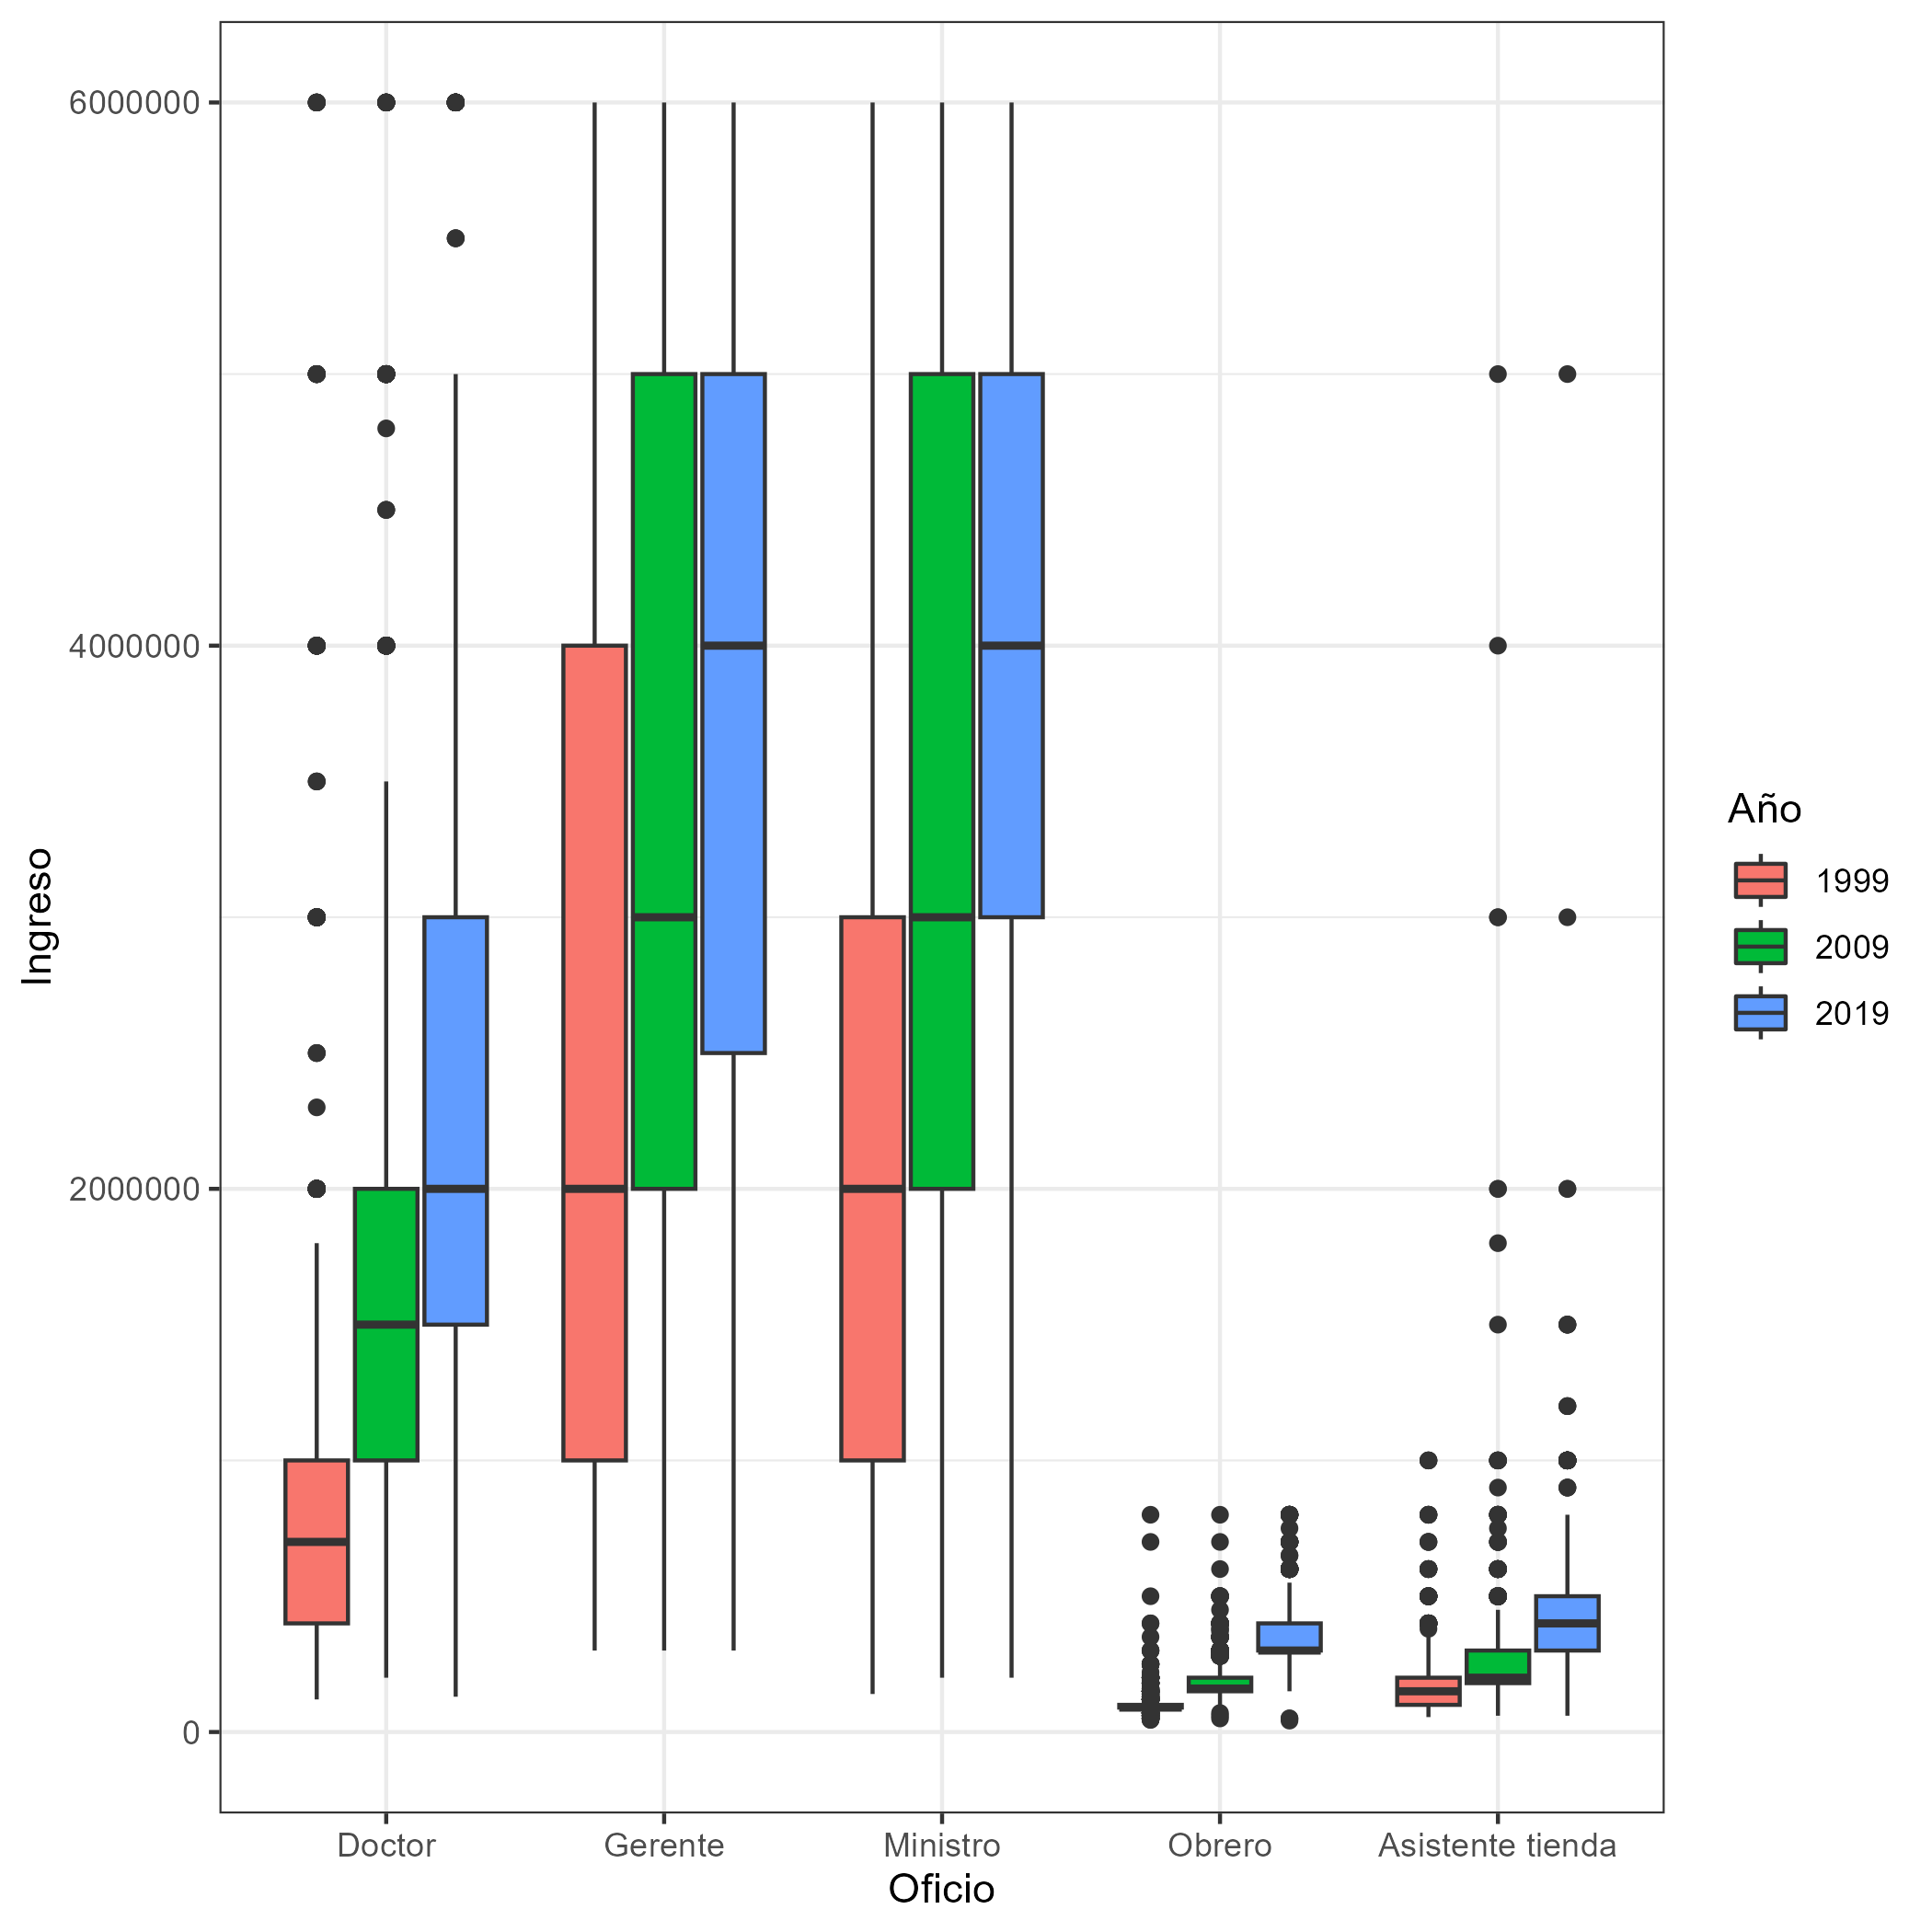 6000000
4000000
2000000
0
Ingreso
Doctor
Gerente
Ministro
Obrero
Asistente tienda
Oficio
Año
1999
2009
2019